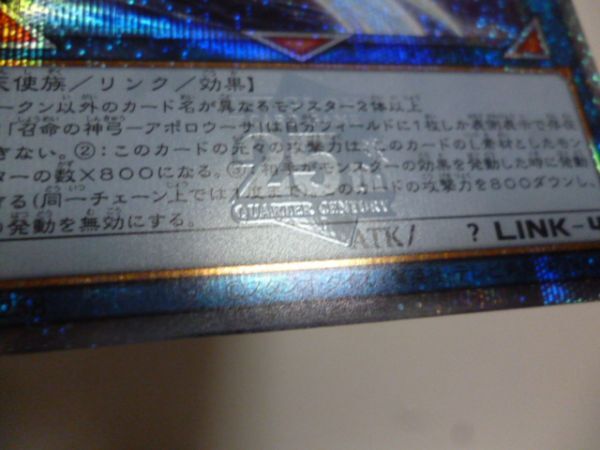 天使族/リンク/効果】
ークン以外のカード名が異なるモンスター2体以上
「召命の神弓-アポロウーサ」は自分フィールドに1枚しか表側表示で存在
きない。②:このカードの元々の攻撃力は、このカードのL素材としたモン
ターの数×800になる。③:相手がモンスターの効果を発動した時に発動
する(同一チェーン上では1度まで)。このカードの攻撃力を800ダウンし、
の発動を無効にする。
25
QUARTER CENTURY
ATK/ ? LINK-4